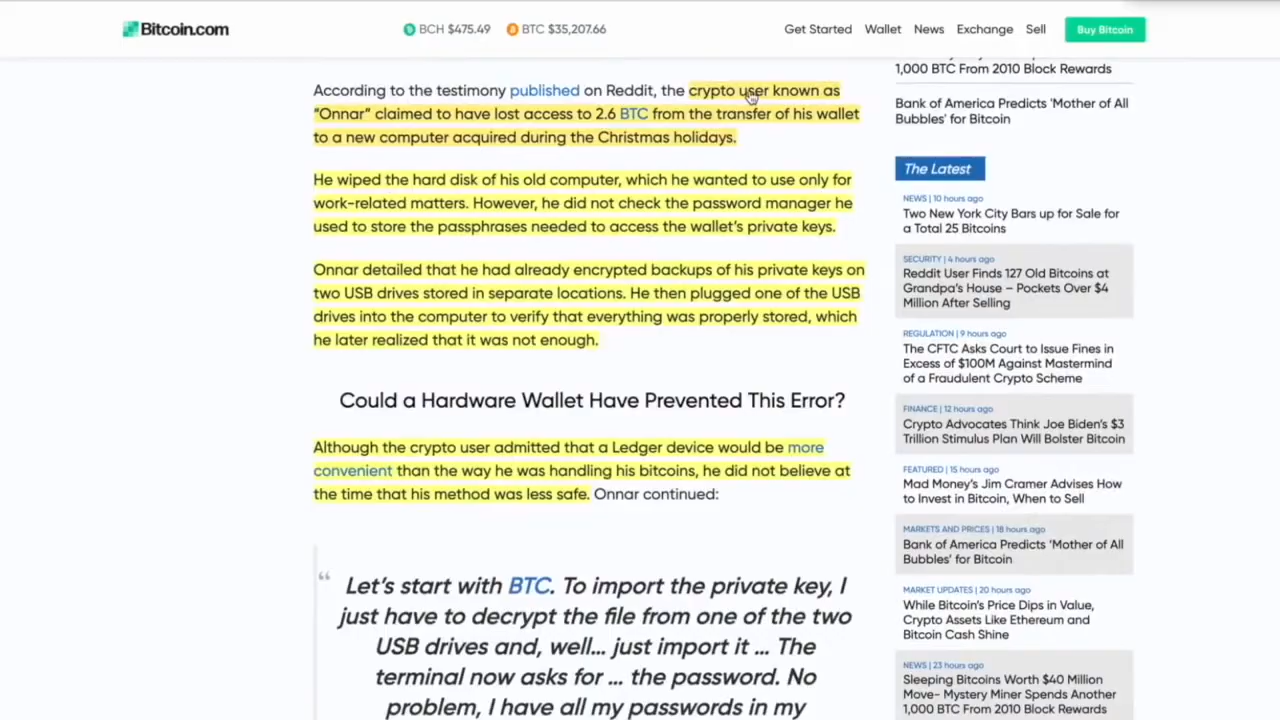 Bitcoin.com
BCH $475.49
BTC $35,207.66
Get Started
Wallet
News
Exchange
Sell
Buy Bitcoin
According to the testimony published on Reddit, the crypto user known as
“Onnar” claimed to have lost access to 2.6 BTC from the transfer of his wallet
to a new computer acquired during the Christmas holidays.
He wiped the hard disk of his old computer, which he wanted to use only for
work-related matters. However, he did not check the password manager he
used to store the passphrases needed to access the wallet’s private keys.
Onnar detailed that he had already encrypted backups of his private keys on
two USB drives stored in separate locations. He then plugged one of the USB
drives into the computer to verify that everything was properly stored, which
he later realized that it was not enough.
Could a Hardware Wallet Have Prevented This Error?
Although the crypto user admitted that a Ledger device would be more
convenient than the way he was handling his bitcoins, he did not believe at
the time that his method was less safe. Onnar continued:
“ Let’s start with BTC. To import the private key, I
just have to decrypt the file from one of the two
USB drives and, well… just import it … The
terminal now asks for … the password. No
problem, I have all my passwords in my
1,000 BTC From 2010 Block Rewards
Bank of America Predicts 'Mother of All
Bubbles' for Bitcoin
The Latest
NEWS | 10 hours ago
Two New York City Bars up for Sale for
a Total 25 Bitcoins
SECURITY | 4 hours ago
Reddit User Finds 127 Old Bitcoins at
Grandpa’s House – Pockets Over $4
Million After Selling
REGULATION | 9 hours ago
The CFTC Asks Court to Issue Fines in
Excess of $100M Against Mastermind
of a Fraudulent Crypto Scheme
FINANCE | 12 hours ago
Crypto Advocates Think Joe Biden’s $3
Trillion Stimulus Plan Will Bolster Bitcoin
FEATURED | 15 hours ago
Mad Money’s Jim Cramer Advises How
to Invest in Bitcoin, When to Sell
MARKETS AND PRICES | 18 hours ago
Bank of America Predicts ‘Mother of All
Bubbles’ for Bitcoin
MARKET UPDATES | 20 hours ago
While Bitcoin’s Price Dips in Value,
Crypto Assets Like Ethereum and
Bitcoin Cash Shine
NEWS | 23 hours ago
Sleeping Bitcoins Worth $40 Million
Move- Mystery Miner Spends Another
1,000 BTC From 2010 Block Rewards